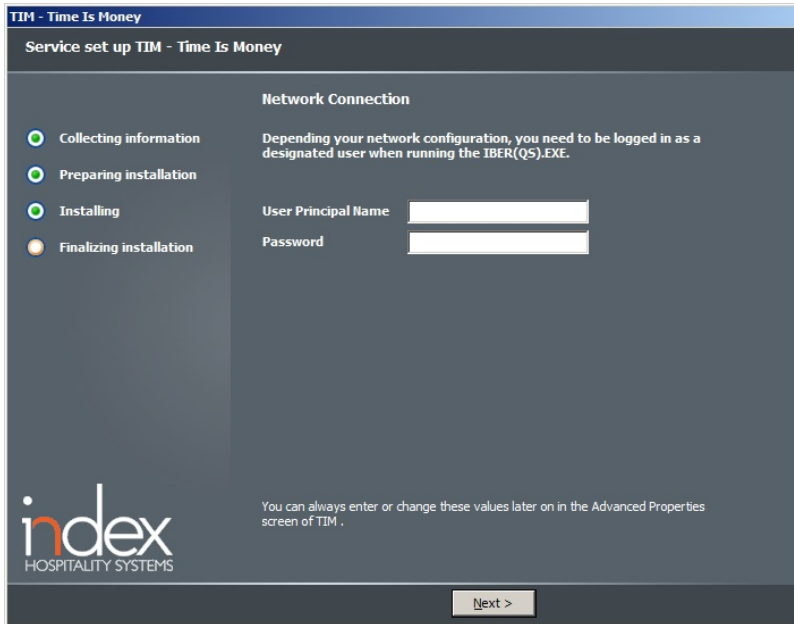 TIM - Time Is Money
Service set up TIM - Time Is Money
Network Connection
Collecting information
Preparing installation
Installing
Finalizing installation
Depending your network configuration, you need to be logged in as a
designated user when running the IBER(QS).EXE.
User Principal Name
Password
You can always enter or change these values later on in the Advanced Properties
screen of TIM .
index
HOSPITALITY SYSTEMS
Next >